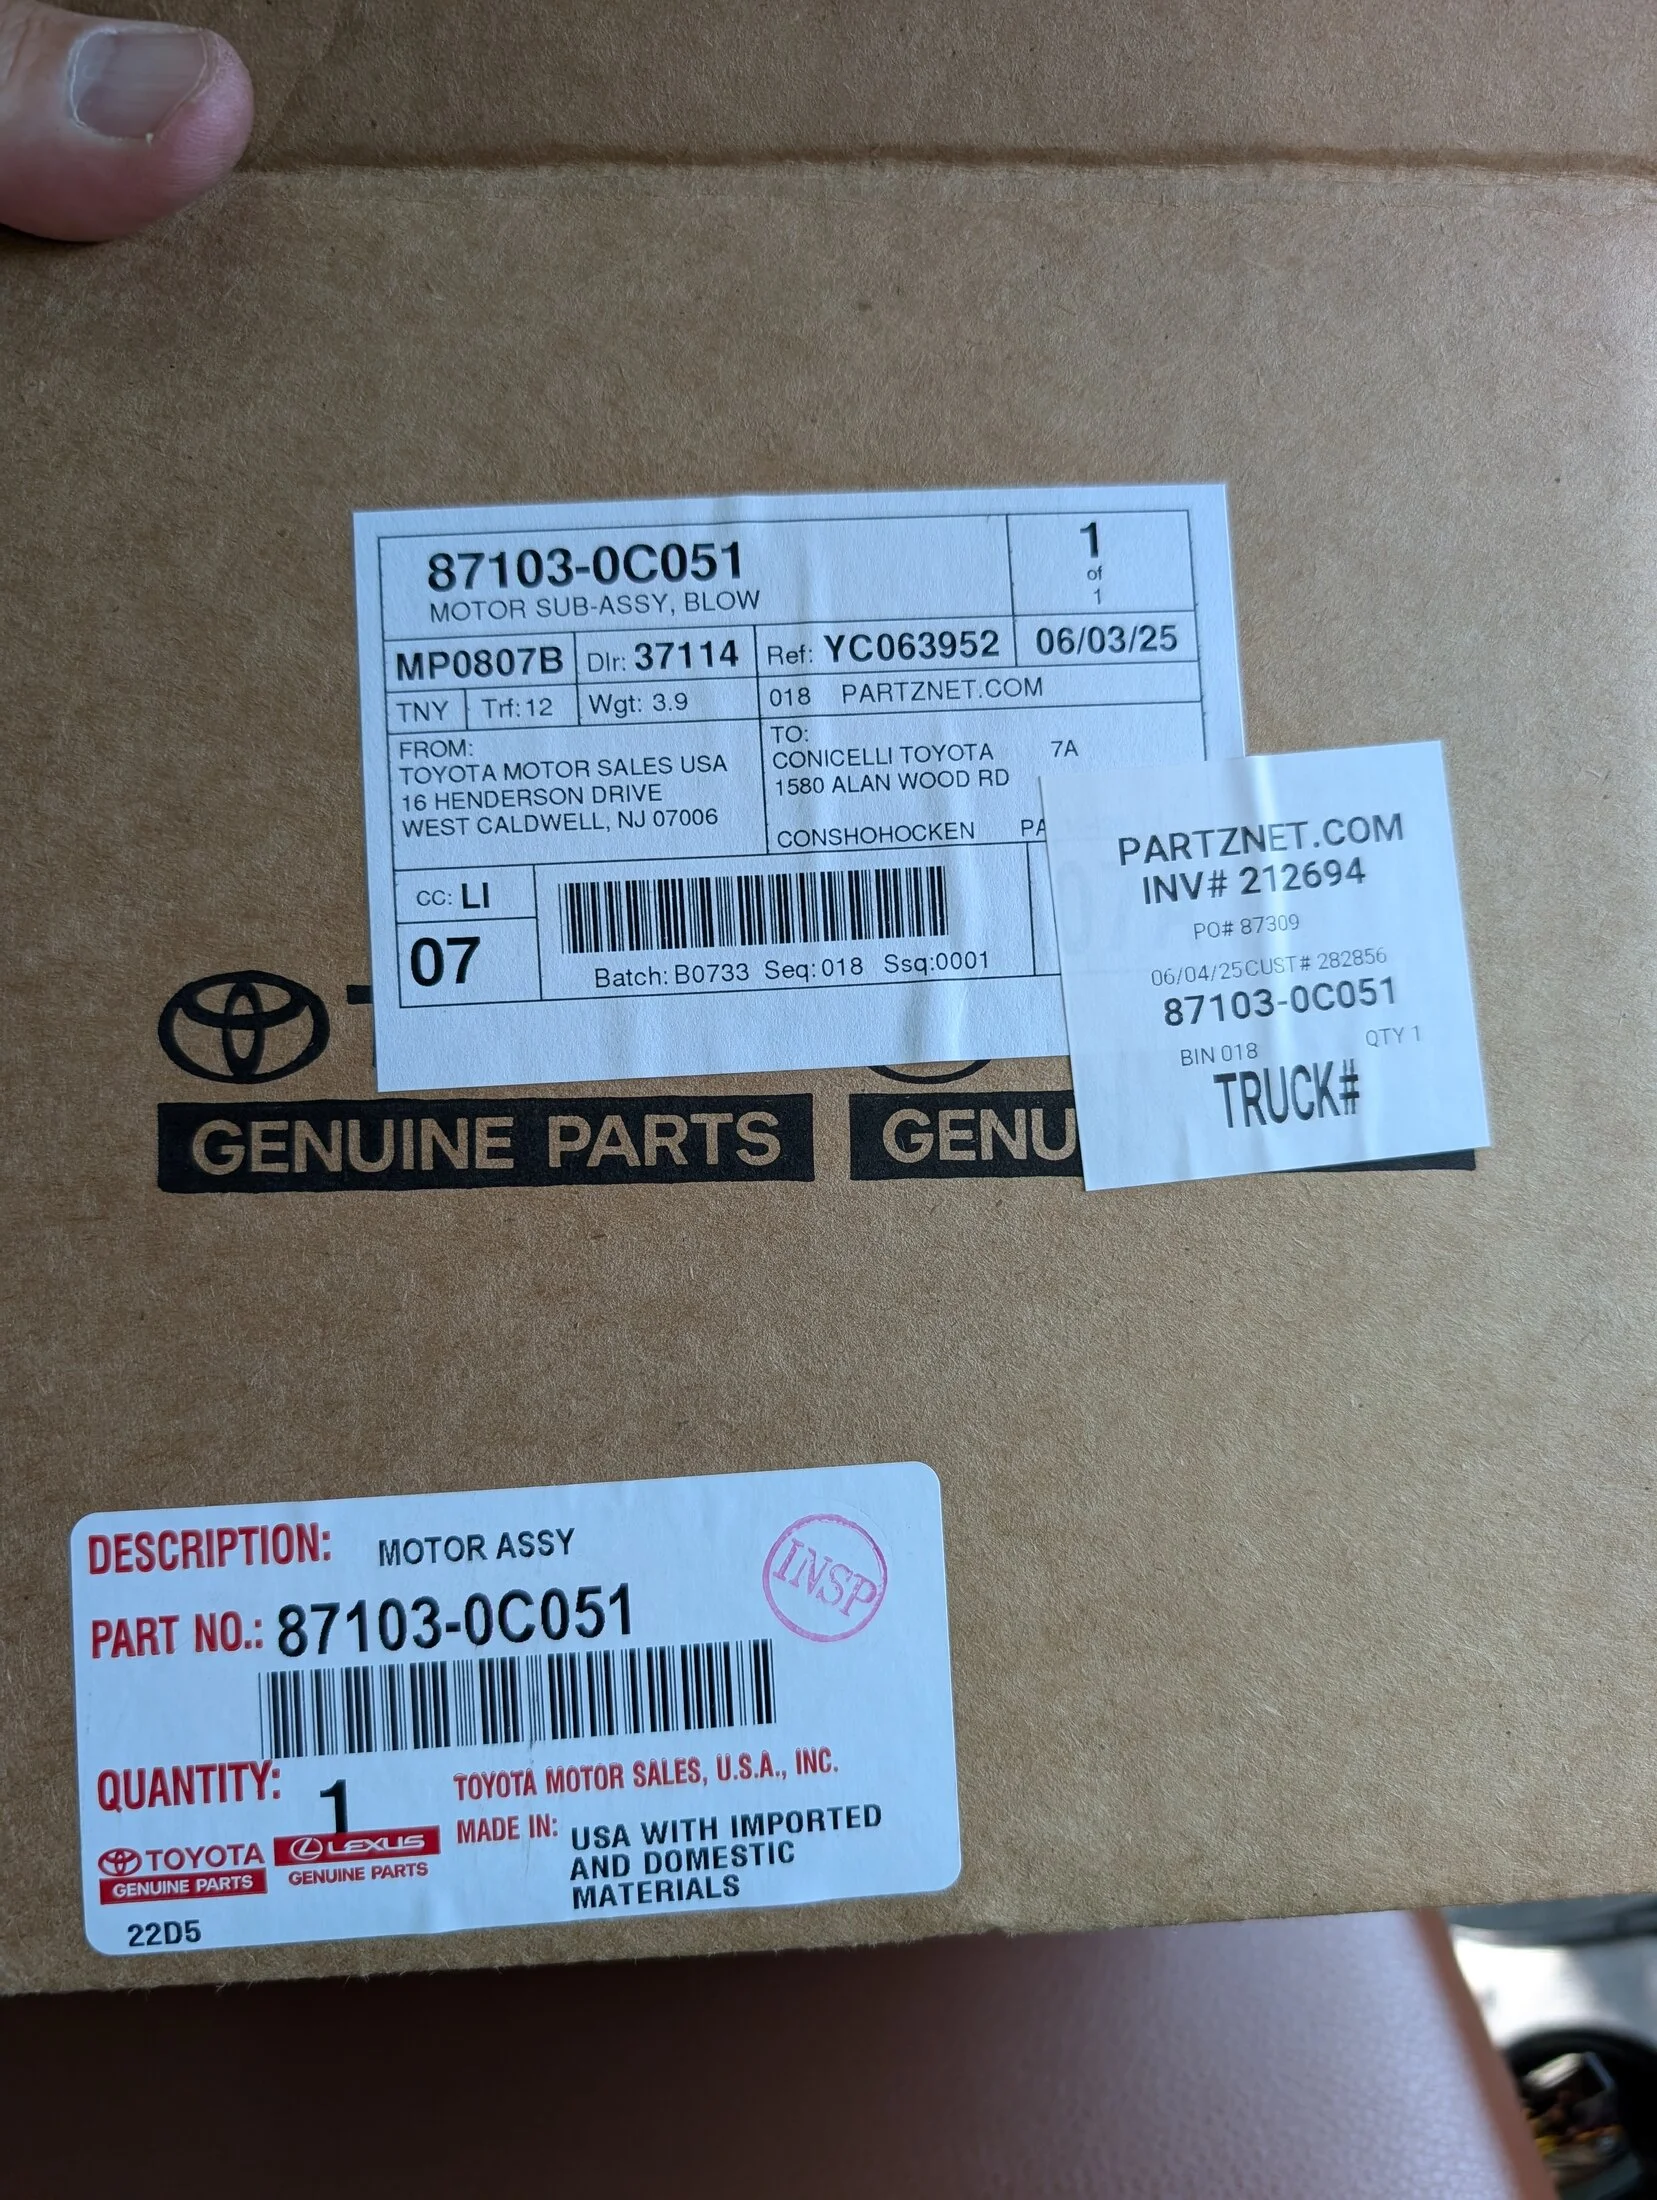 87103-0C051
MOTOR SUB-ASSY, BLOW
1
of
1
MP0807B
Dlr: 37114
Ref: YC063952
06/03/25
TNY
Trf: 12
Wgt: 3.9
018 PARTZNET.COM
FROM:
TOYOTA MOTOR SALES USA
16 HENDERSON DRIVE
WEST CALDWELL, NJ 07006
TO:
CONICELLI TOYOTA 7A
1580 ALAN WOOD RD
CONSHOHOCKEN PA
CC: LI
07
Batch: B0733 Seq: 018 Ssq:0001
PARTZNET.COM
INV# 212694
PO# 87309
06/04/25CUST# 282856
87103-0C051
BIN 018 QTY 1
TRUCK#
GENUINE PARTS
GENU
DESCRIPTION: MOTOR ASSY
INSP
PART NO.: 87103-0C051
QUANTITY: 1
TOYOTA MOTOR SALES, U.S.A., INC.
MADE IN: USA WITH IMPORTED
AND DOMESTIC
MATERIALS
TOYOTA
GENUINE PARTS
LEXUS
GENUINE PARTS
22D5